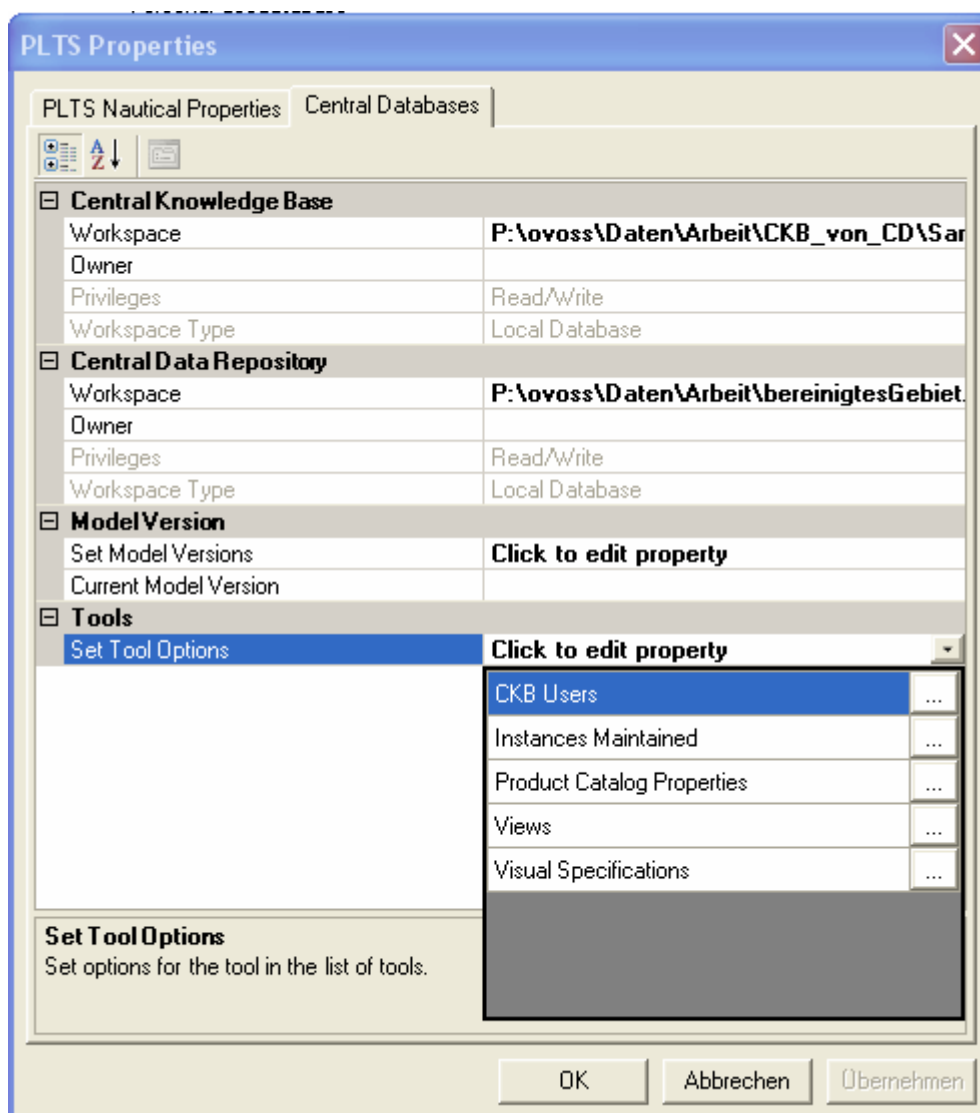 PLTS Properties
PLTS Nautical Properties
Central Databases
Central Knowledge Base
Workspace P:\ovoss\Daten\Arbeit\CKB_von_CD\Sar
Owner
Privileges Read/Write
Workspace Type Local Database
Central Data Repository
Workspace P:\ovoss\Daten\Arbeit\bereinigtesGebiet.
Owner
Privileges Read/Write
Workspace Type Local Database
Model Version
Set Model Versions Click to edit property
Current Model Version
Tools
Set Tool Options Click to edit property
CKB Users ...
Instances Maintained ...
Product Catalog Properties ...
Views ...
Visual Specifications ...
Set Tool Options
Set options for the tool in the list of tools.
OK Abbrechen Übernehmen